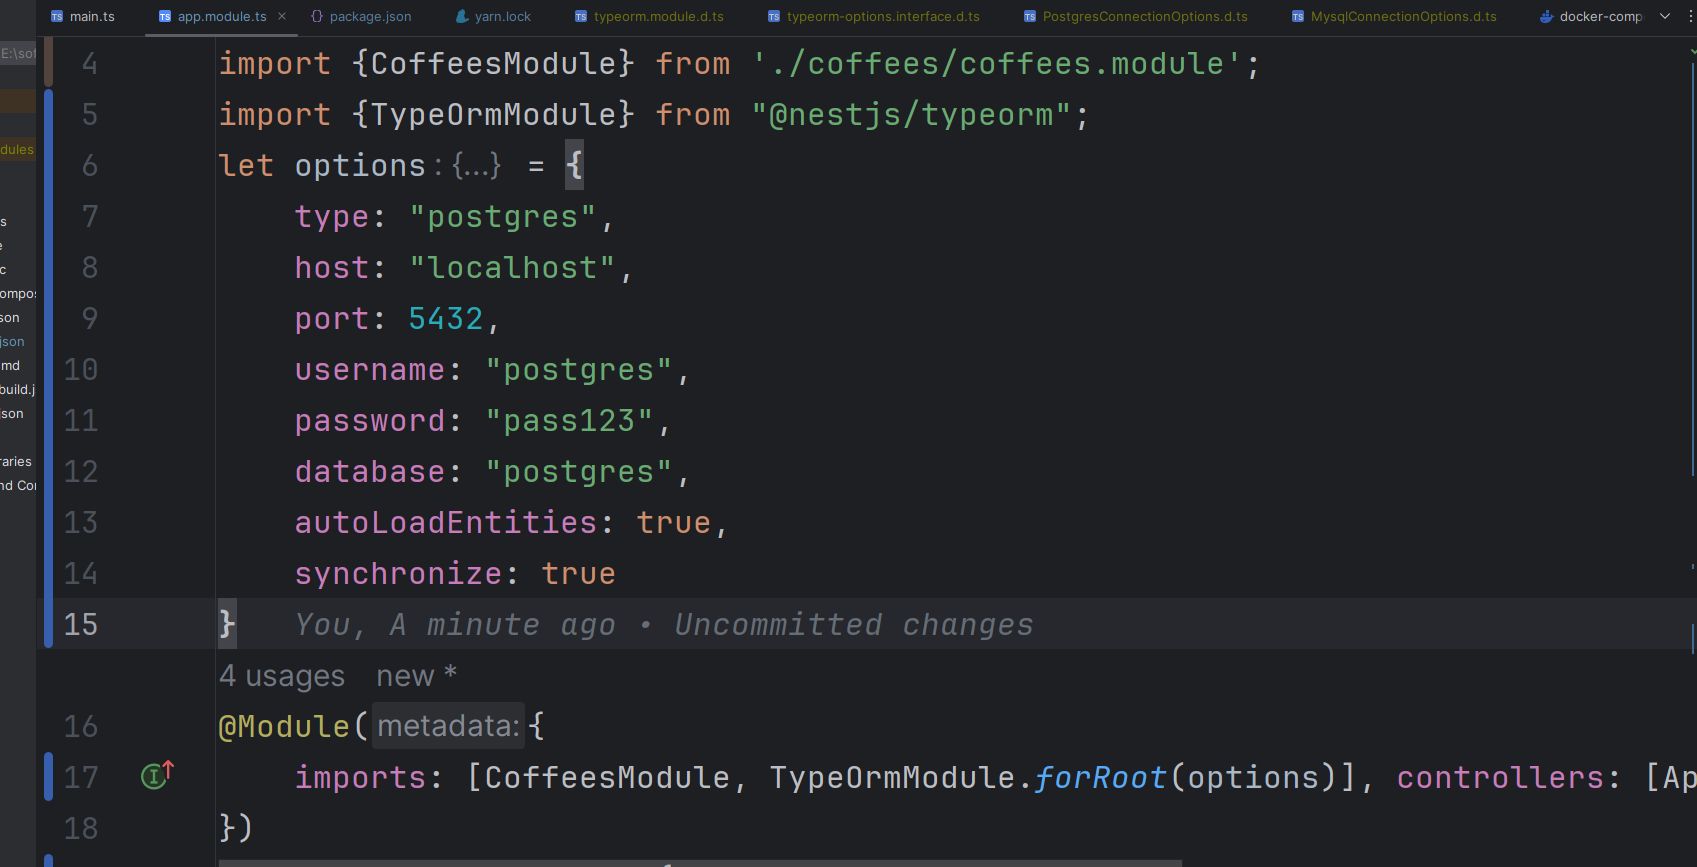 main.ts app.module.ts package.json yarn.lock typeorm.module.d.ts typeorm-options.interface.d.ts PostgresConnectionOptions.d.ts MysqlConnectionOptions.d.ts docker-comp
E:\sof
dules
s
e
c
ompos
son
json
md
build.j
son
raries
nd Con
4 import {CoffeesModule} from './coffees/coffees.module';
5 import {TypeOrmModule} from "@nestjs/typeorm";
6 let options:{...} = {
7 type: "postgres",
8 host: "localhost",
9 port: 5432,
10 username: "postgres",
11 password: "pass123",
12 database: "postgres",
13 autoLoadEntities: true,
14 synchronize: true
15 } You, A minute ago • Uncommitted changes
4 usages new *
16 @Module( metadata: {
17 imports: [CoffeesModule, TypeOrmModule.forRoot(options)], controllers: [Ap
18 })